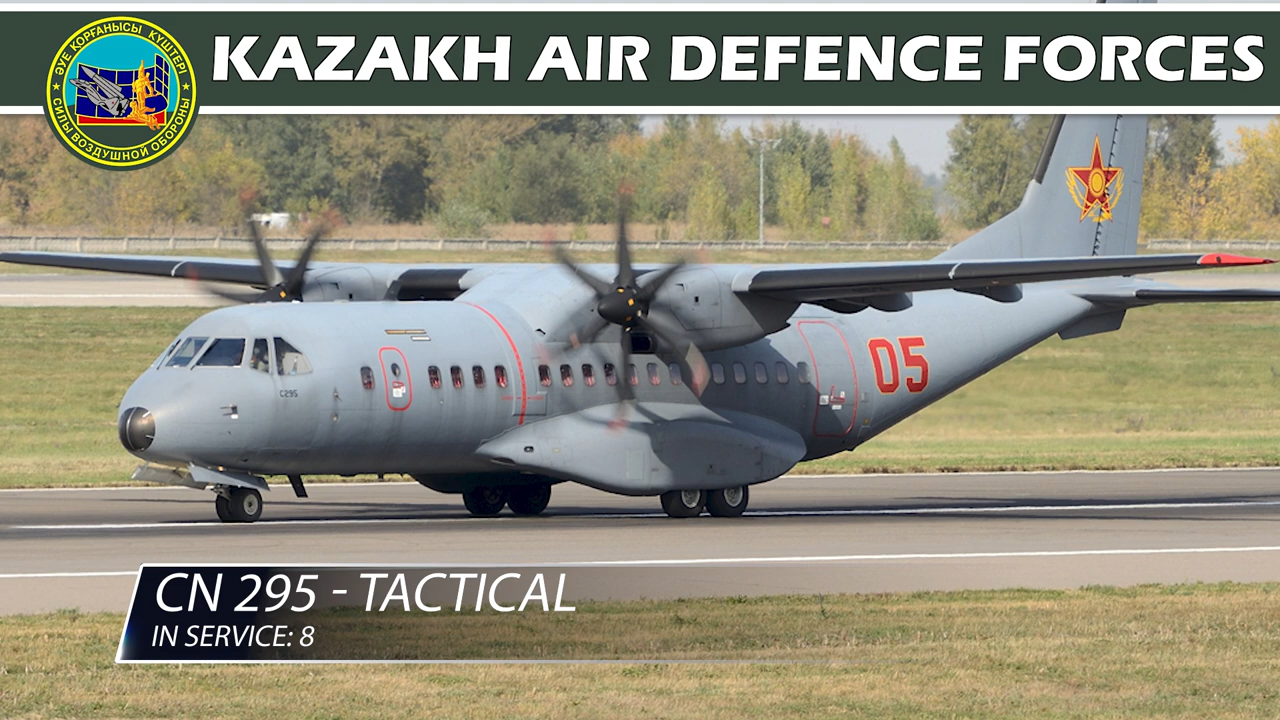 KAZAKH AIR DEFENCE FORCES
ӘУЕ ҚОРҒАНЫСЫ КҮШТЕРІ
СИЛЫ ВОЗДУШНОЙ ОБОРОНЫ
05
C295
CN 295 - TACTICAL
IN SERVICE: 8